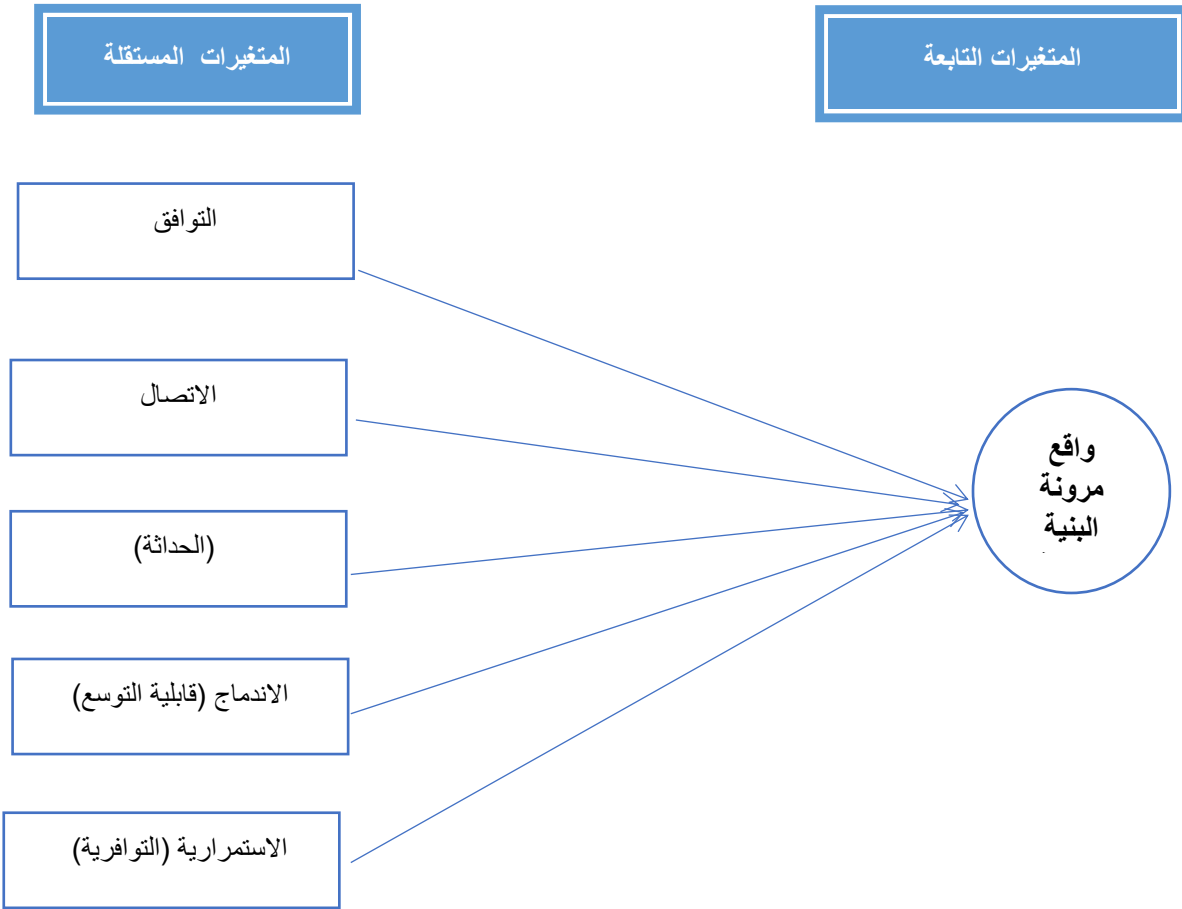 المتغيرات المستقلة
المتغيرات التابعة
التوافق
الاتصال
(الحداثة)
الاندماج (قابلية التوسع)
الاستمرارية (التوافرية)
واقع
مرونة
البنية